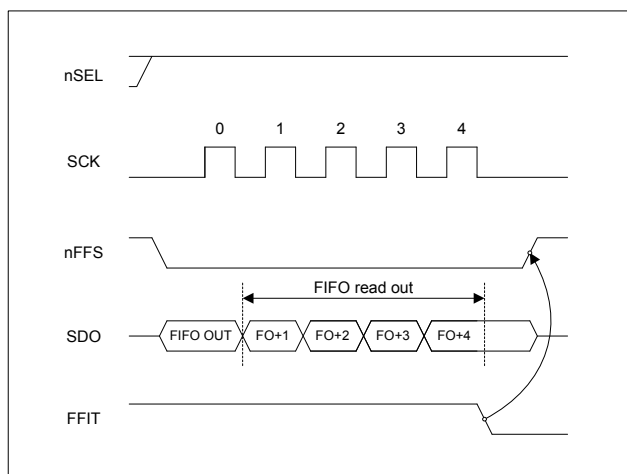 nSEL
0 1 2 3 4
SCK
nFFS
FIFO read out
SDO
FIFO OUT FO+1 FO+2 FO+3 FO+4
FFIT